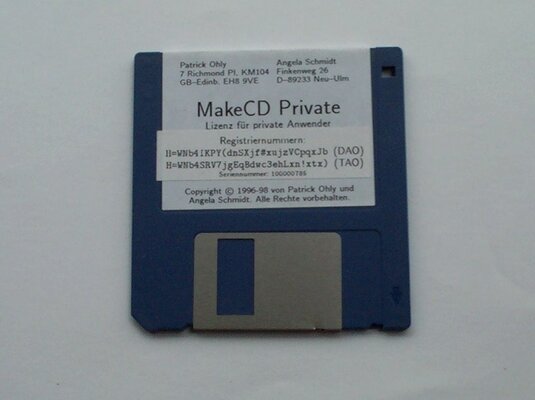 Patrick Ohly Angela Schmidt
7 Richmond Pl, KM104 Finkenweg 26
GB-Edinb. EH8 9VE D-89233 Neu-Ulm
MakeCD Private
Lizenz für private Anwender
Registriernummern:
H=WNb4IKPY(dnSXjf#xujzVCpqxJb (DAO)
H=WNb4SRV7jgEqBdwc3ehLxn!xtx) (TAO)
Seriennummer: 100000785
Copyright © 1996-98 von Patrick Ohly und
Angela Schmidt. Alle Rechte vorbehalten.